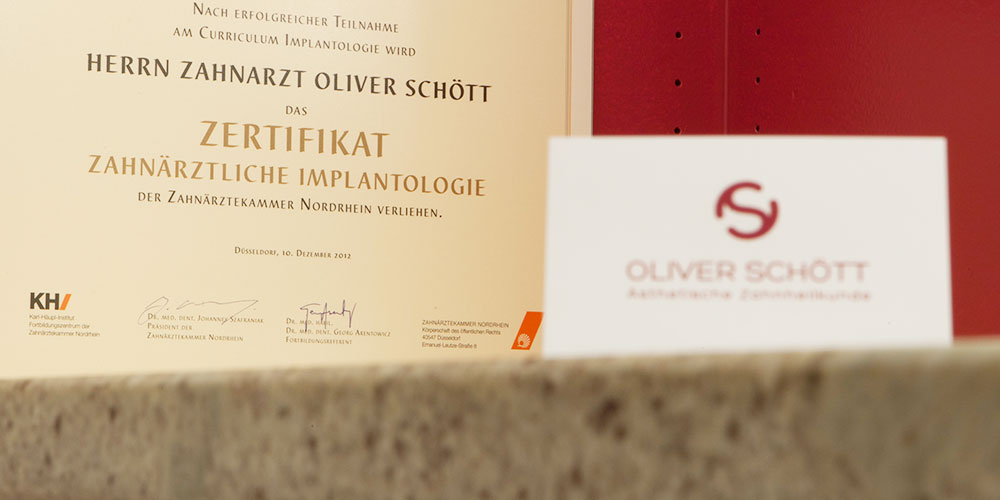 NACH ERFOLGREICHER TEILNAHME
AM CURRICULUM IMPLANTOLOGIE WIRD
HERRN ZAHNARZT OLIVER SCHÖTT
DAS
ZERTIFIKAT
ZAHNÄRZTLICHE IMPLANTOLOGIE
DER ZAHNÄRZTEKAMMER NORDRHEIN VERLIEHEN.
DÜSSELDORF, 10. DEZEMBER 2012
KHI
Karl-Häupl-Institut
Fortbildungszentrum der
Zahnärztekammer Nordrhein
DR. MED. DENT. JOHANNES SZAFRANIAK
PRÄSIDENT DER
ZAHNÄRZTEKAMMER NORDRHEIN
DR. MED. HABIL.
DR. MED. DENT. GEORG ARENTOWICZ
FORTBILDUNGSREFERENT
ZAHNÄRZTEKAMMER NORDRHEIN
Körperschaft des öffentlichen Rechts
40547 Düsseldorf
Emanuel-Leutze-Straße 8
S
OLIVER SCHÖTT
Ästhetische Zahnheilkunde